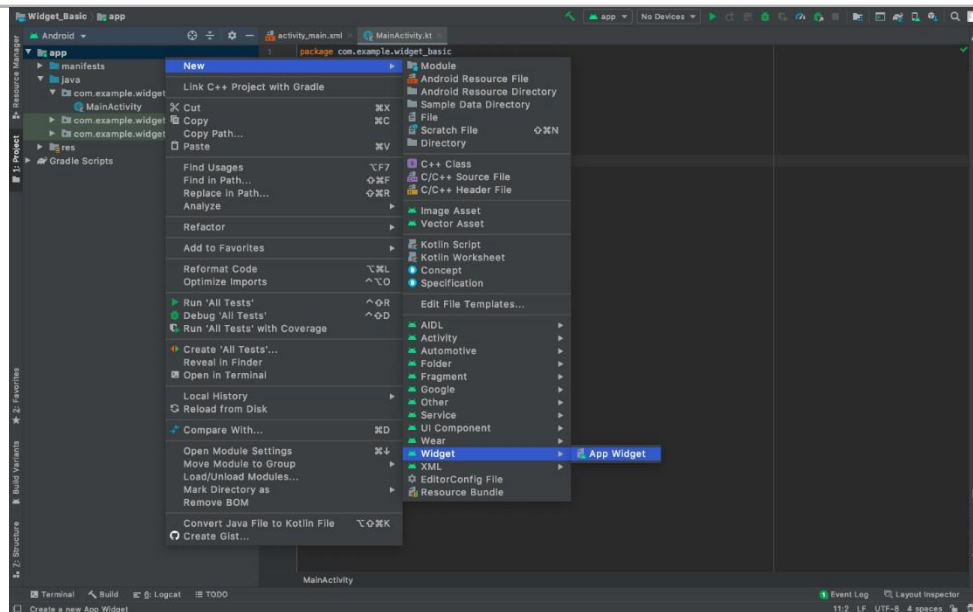 Widget_Basic app
app No Devices
Android
activity_main.xml MainActivity.kt
1 package com.example.widget_basic
app
manifests
java
com.example.widget
MainActivity
com.example.widget
com.example.widget
res
Gradle Scripts
Resource Manager
1: Project
2: Favorites
Build Variants
Z: Structure
New
Link C++ Project with Gradle
Cut ⌘X
Copy ⌘C
Copy Path...
Paste ⌘V
Find Usages ⌥F7
Find in Path... ⇧⌘F
Replace in Path... ⇧⌘R
Analyze
Refactor
Add to Favorites
Reformat Code ⌥⌘L
Optimize Imports ^⌥O
Run 'All Tests' ^⇧R
Debug 'All Tests' ^⇧D
Run 'All Tests' with Coverage
Create 'All Tests'...
Reveal in Finder
Open in Terminal
Local History
Reload from Disk
Compare With... ⌘D
Open Module Settings ⌘↓
Move Module to Group
Load/Unload Modules...
Mark Directory as
Remove BOM
Convert Java File to Kotlin File ⌥⇧⌘K
Create Gist...
Module
Android Resource File
Android Resource Directory
Sample Data Directory
File
Scratch File ⇧⌘N
Directory
C++ Class
C/C++ Source File
C/C++ Header File
Image Asset
Vector Asset
Kotlin Script
Kotlin Worksheet
Concept
Specification
Edit File Templates...
AIDL
Activity
Automotive
Folder
Fragment
Google
Other
Service
UI Component
Wear
Widget
XML
EditorConfig File
Resource Bundle
App Widget
MainActivity
Terminal Build 6: Logcat TODO
1 Event Log Layout Inspector
Create a new App Widget
11:2 LF UTF-8 4 spaces